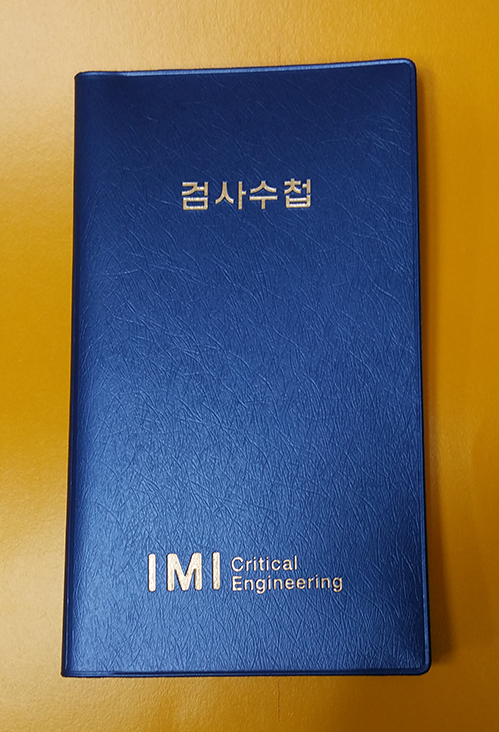 검사수첩
IMI Critical
Engineering